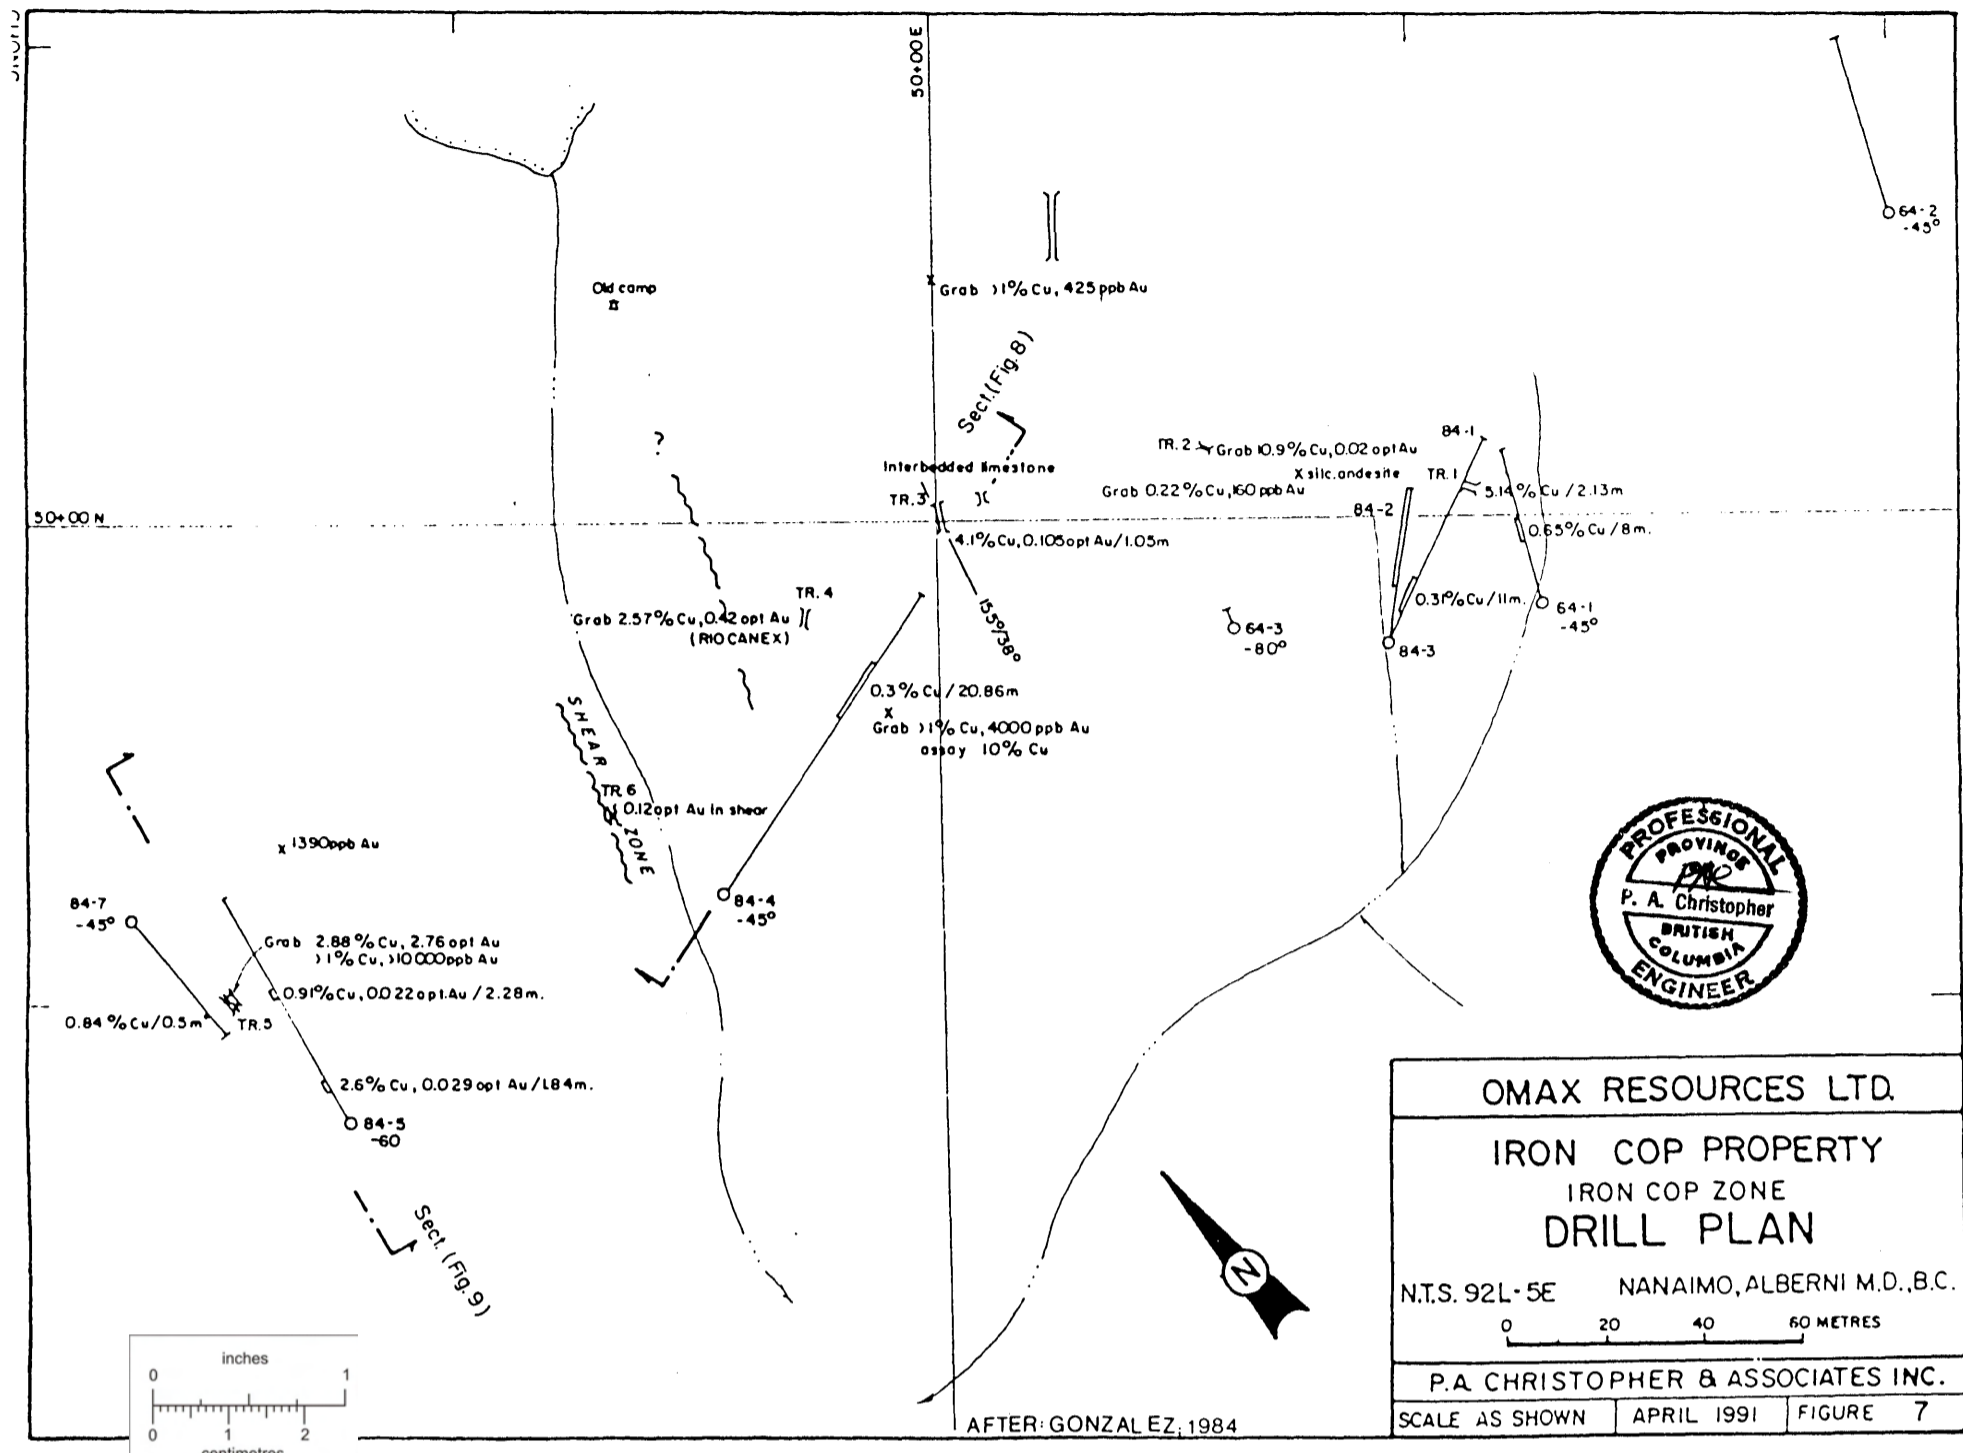 50+00E
64-2
-45°
Old camp
Grab >1% Cu, 425 ppb Au
Sect. (Fig. 8)
?
Interbedded limestone
TR. 3
TR. 2
Grab 10.9% Cu, 0.02 opt Au
84-1
X silc. andesite
TR. 1
Grab 0.22% Cu, 160 ppb Au
5.14% Cu / 2.13m
84-2
50+00 N
4.1% Cu, 0.105 opt Au / 1.05m
0.65% Cu / 8m.
TR. 4
Grab 2.57% Cu, 0.42 opt Au
(RIOCANEX)
155°/38°
0.31% Cu / 11m.
64-1
-45°
64-3
-80°
84-3
0.3% Cu / 20.86m
X
Grab >1% Cu, 4000 ppb Au
assay 10% Cu
SHEAR ZONE
TR. 6
0.12 opt Au in shear
x 1390 ppb Au
84-7
-45°
84-4
-45°
Grab 2.88% Cu, 2.76 opt Au
>1% Cu, >10000 ppb Au
0.91% Cu, 0.022 opt. Au / 2.28m.
0.84% Cu / 0.5m
TR. 5
2.6% Cu, 0.029 opt Au / 1.84m.
84-5
-60
Sect. (Fig. 9)
PROFESSIONAL
PROVINCE
P. A. Christopher
BRITISH
COLUMBIA
ENGINEER
N
OMAX RESOURCES LTD.
IRON COP PROPERTY
IRON COP ZONE
DRILL PLAN
N.T.S. 92L-5E NANAIMO, ALBERNI M.D., B.C.
0 20 40 60 METRES
P.A. CHRISTOPHER & ASSOCIATES INC.
SCALE AS SHOWN APRIL 1991 FIGURE 7
AFTER: GONZALEZ, 1984
inches
0 1
0 1 2
centimetres